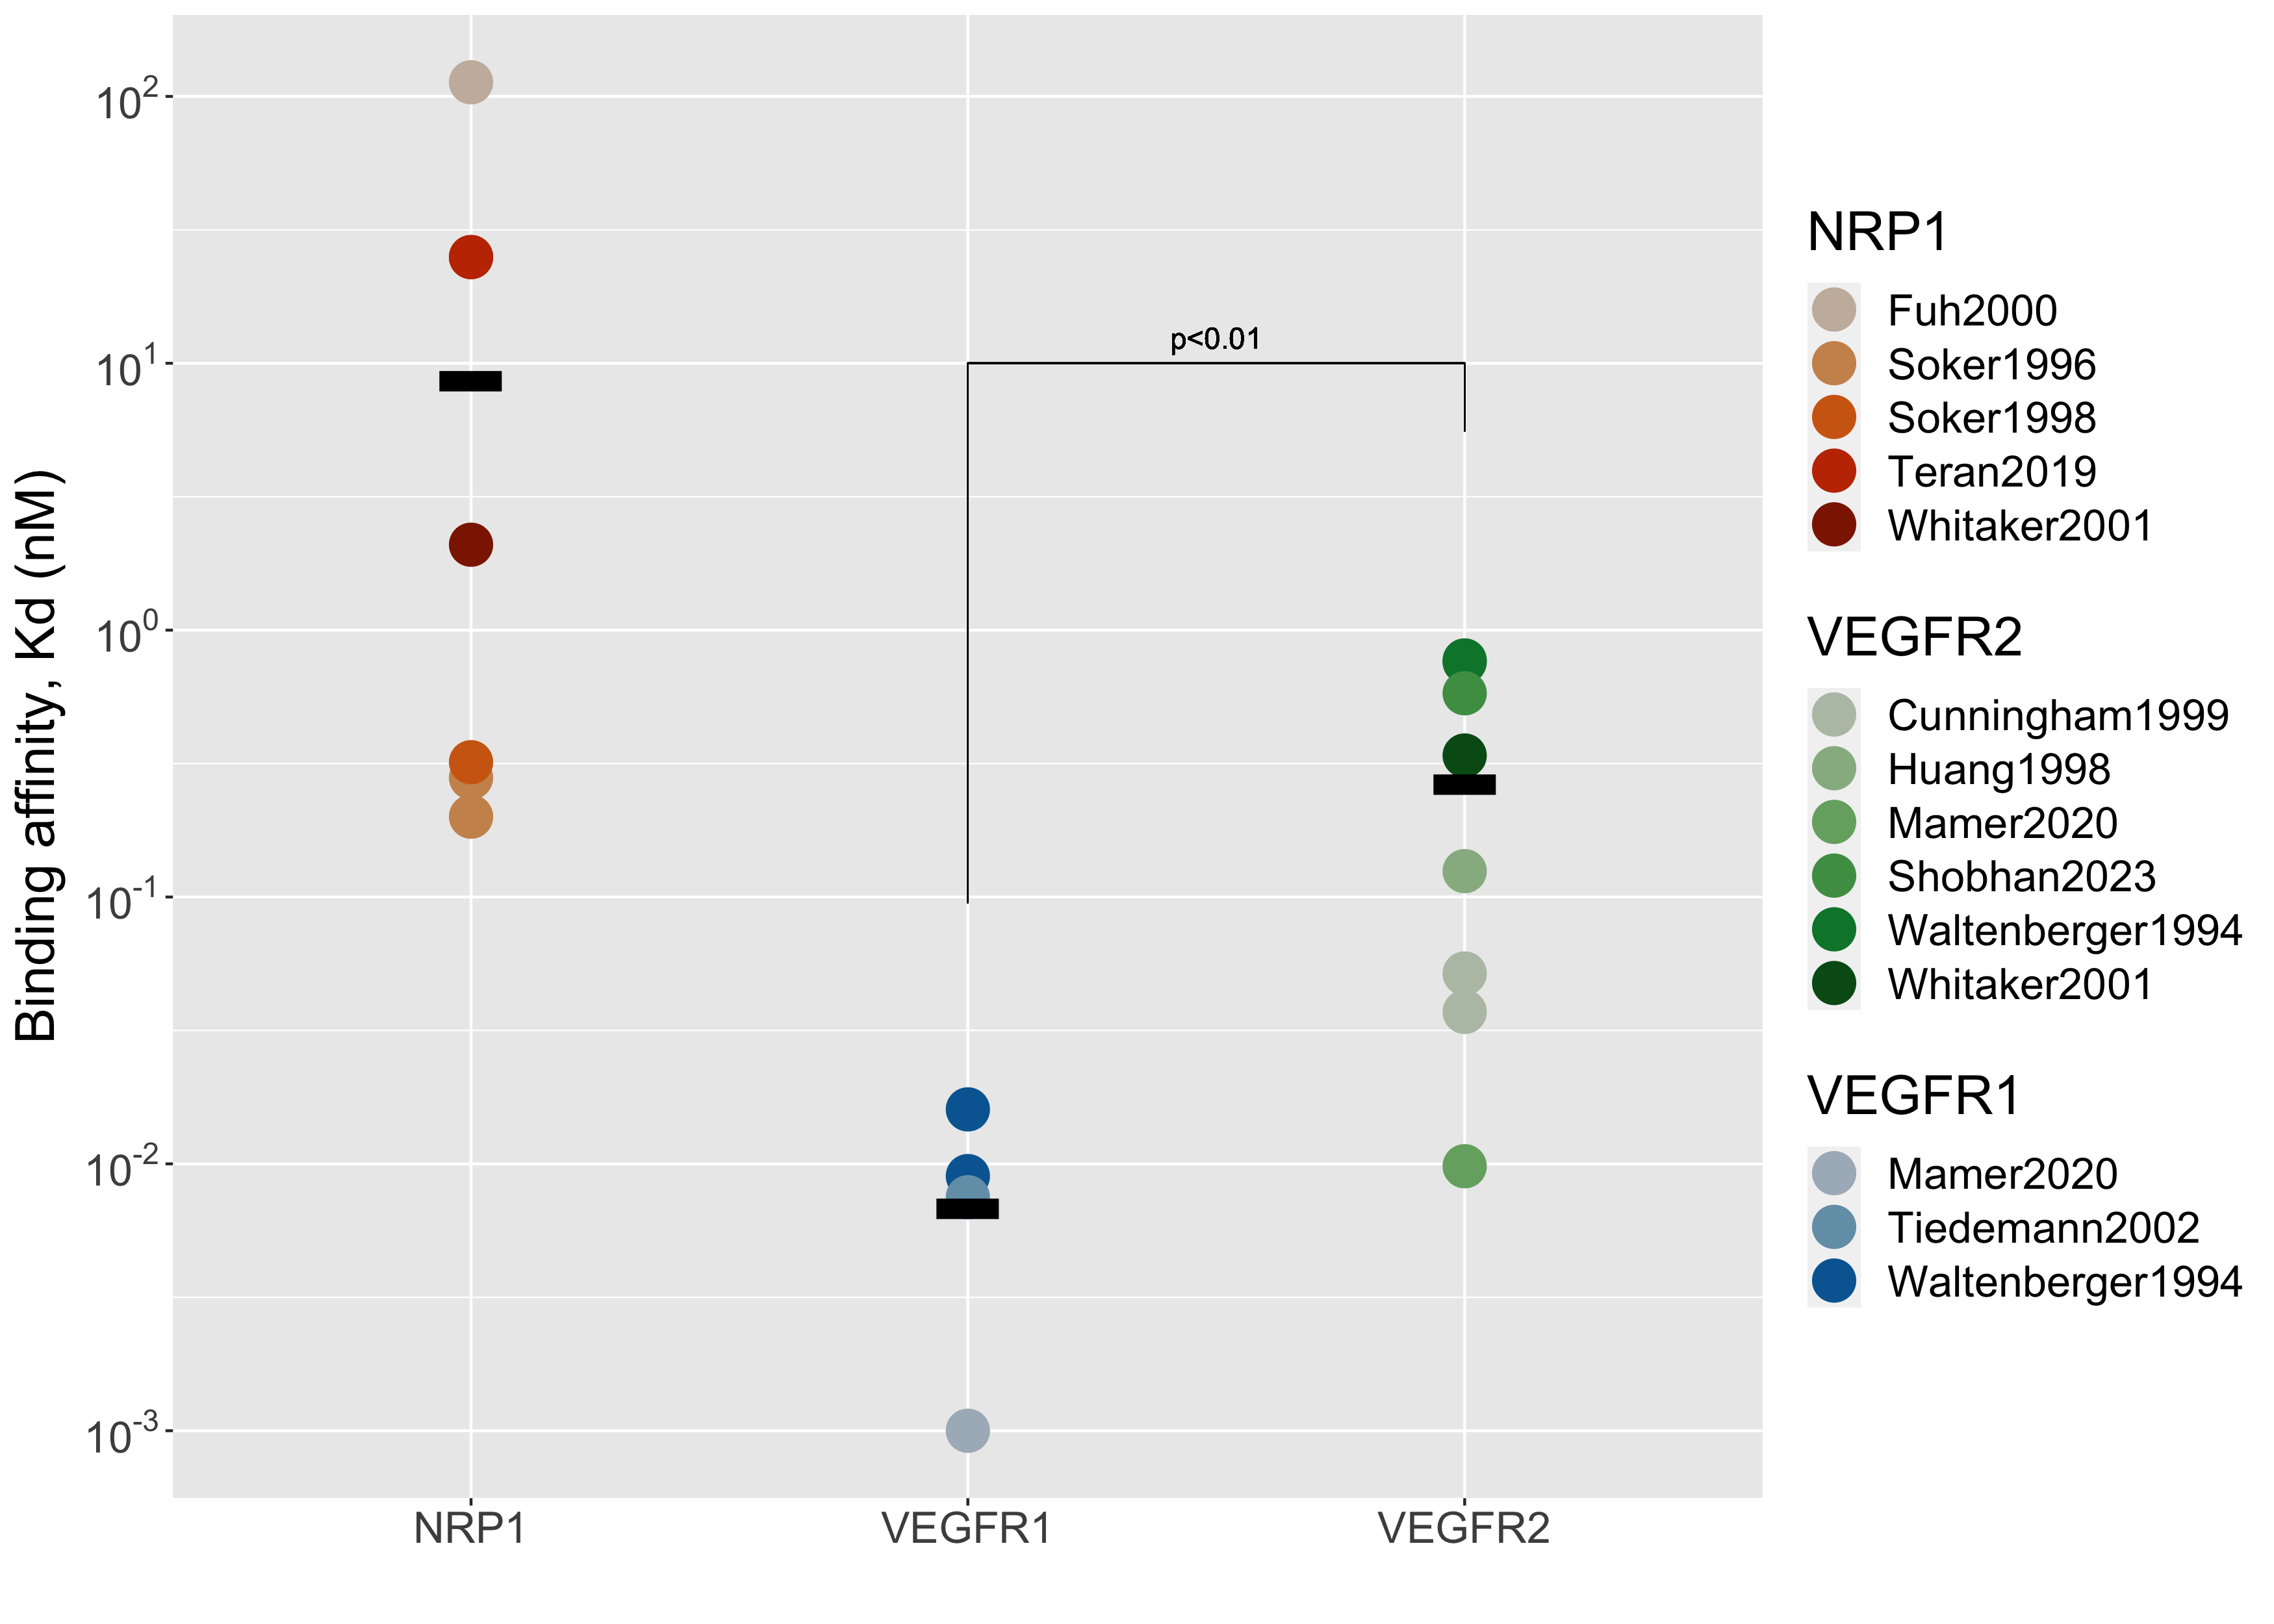 Binding affinity, Kd (nM)
10²
10¹
10⁰
10⁻¹
10⁻²
10⁻³
p<0.01
NRP1
VEGFR1
VEGFR2
NRP1
Fuh2000
Soker1996
Soker1998
Teran2019
Whitaker2001
VEGFR2
Cunningham1999
Huang1998
Mamer2020
Shobhan2023
Waltenberger1994
Whitaker2001
VEGFR1
Mamer2020
Tiedemann2002
Waltenberger1994